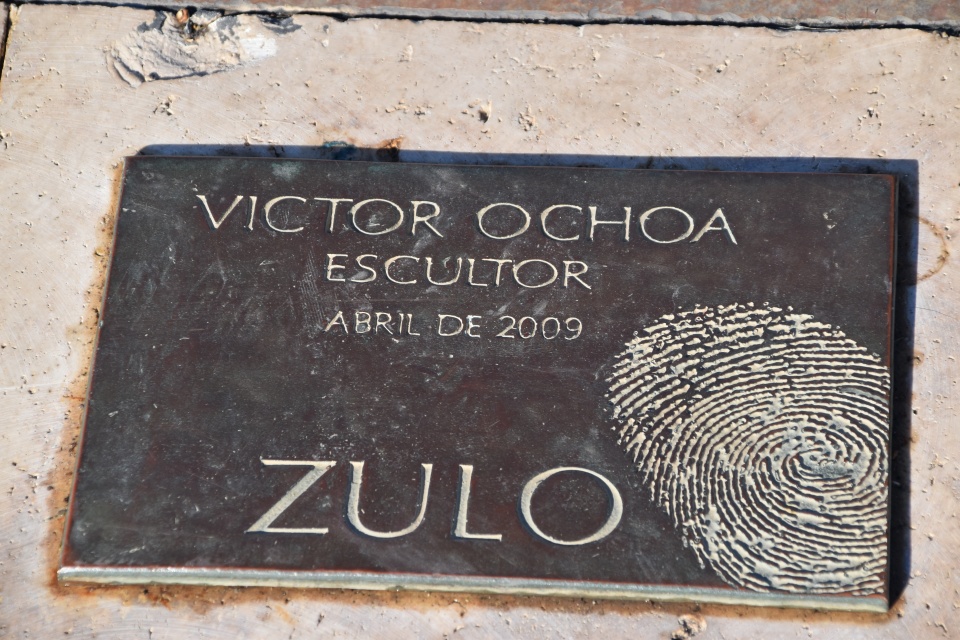 VICTOR OCHOA
ESCULTOR
ABRIL DE 2009
ZULO